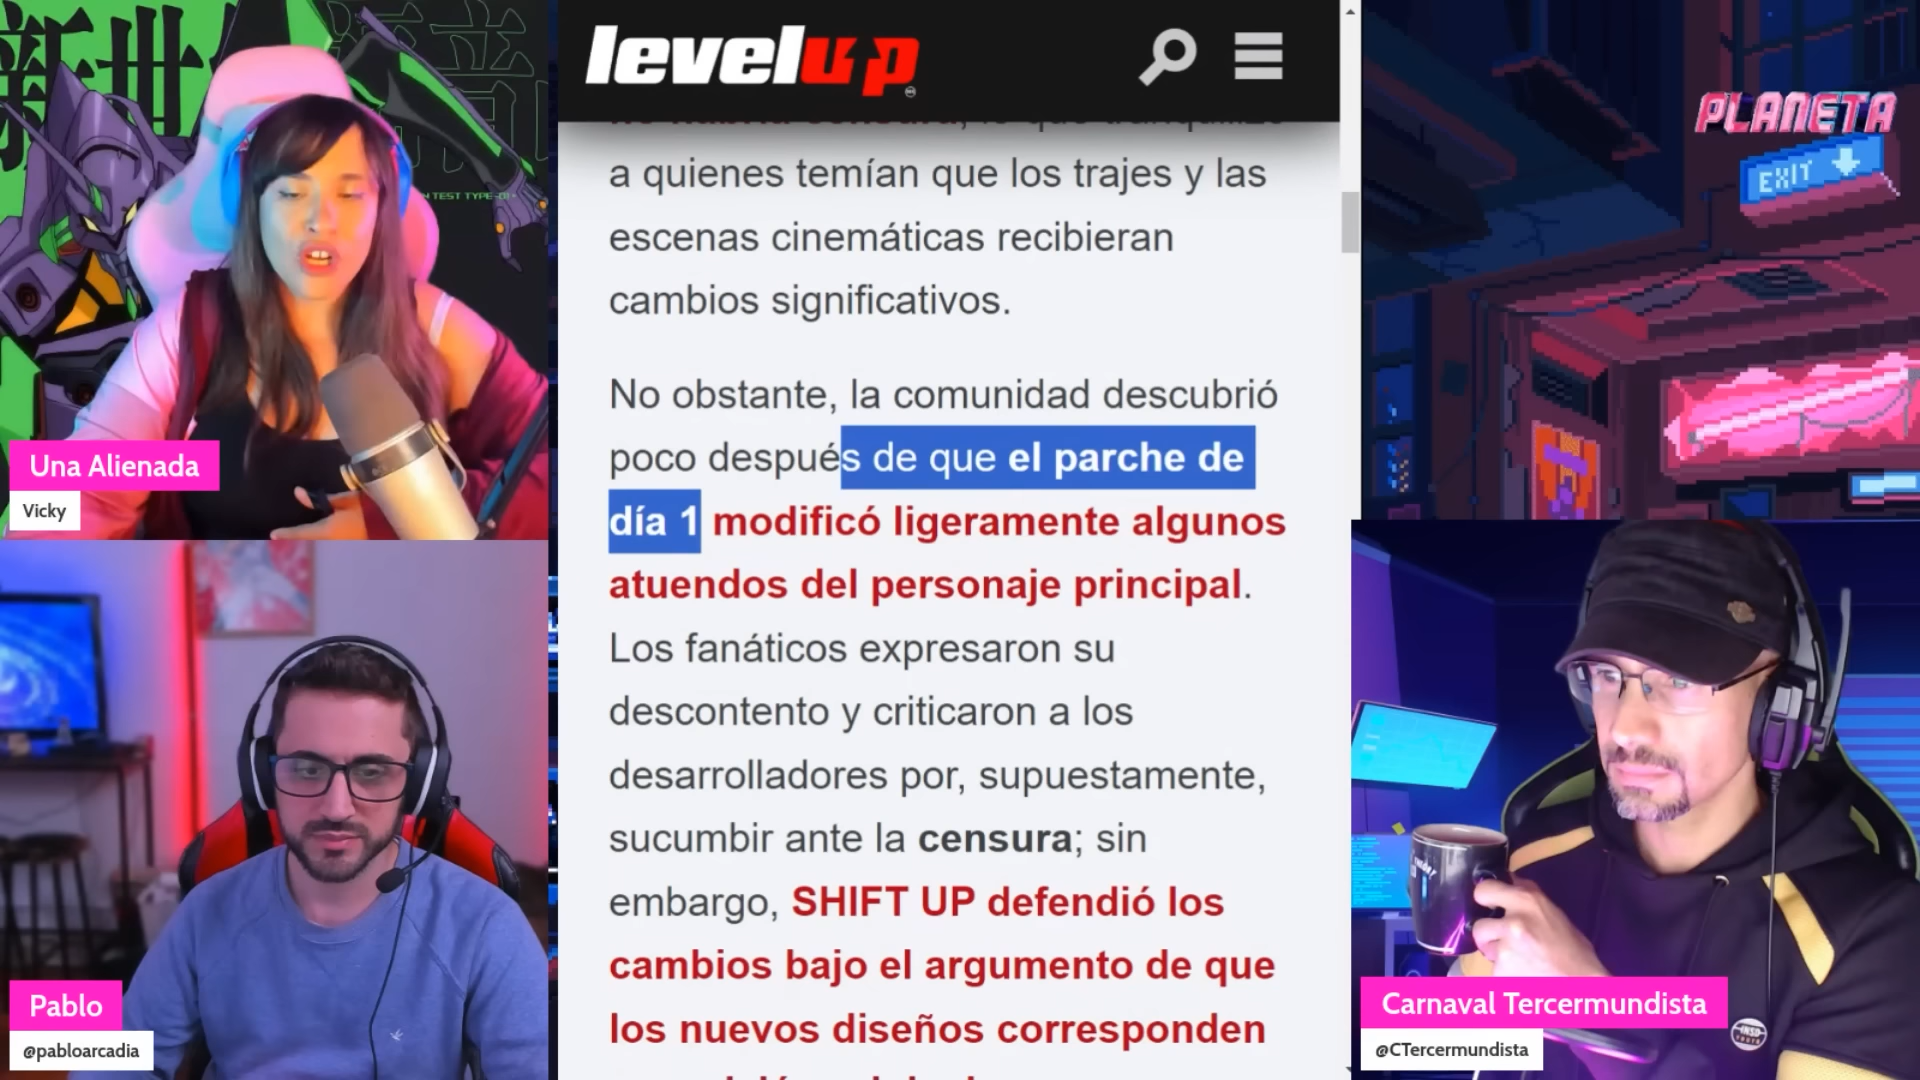 levelup
a quienes temían que los trajes y las
escenas cinemáticas recibieran
cambios significativos.
No obstante, la comunidad descubrió
poco después de que el parche de
día 1 modificó ligeramente algunos
atuendos del personaje principal.
Los fanáticos expresaron su
descontento y criticaron a los
desarrolladores por, supuestamente,
sucumbir ante la censura; sin
embargo, SHIFT UP defendió los
cambios bajo el argumento de que
los nuevos diseños corresponden
Una Alienada
Vicky
Pablo
@pabloarcadia
PLANETA
EXIT
Carnaval Tercermundista
@CTercermundista